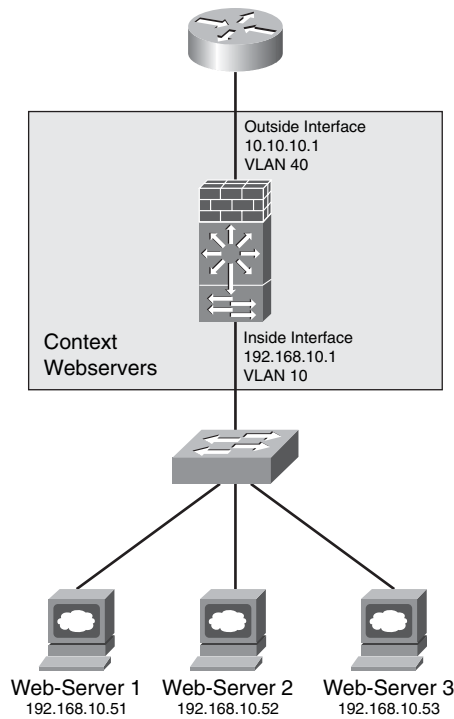 Outside Interface
10.10.10.1
VLAN 40
Context
Webservers
Inside Interface
192.168.10.1
VLAN 10
Web-Server 1
192.168.10.51
Web-Server 2
192.168.10.52
Web-Server 3
192.168.10.53